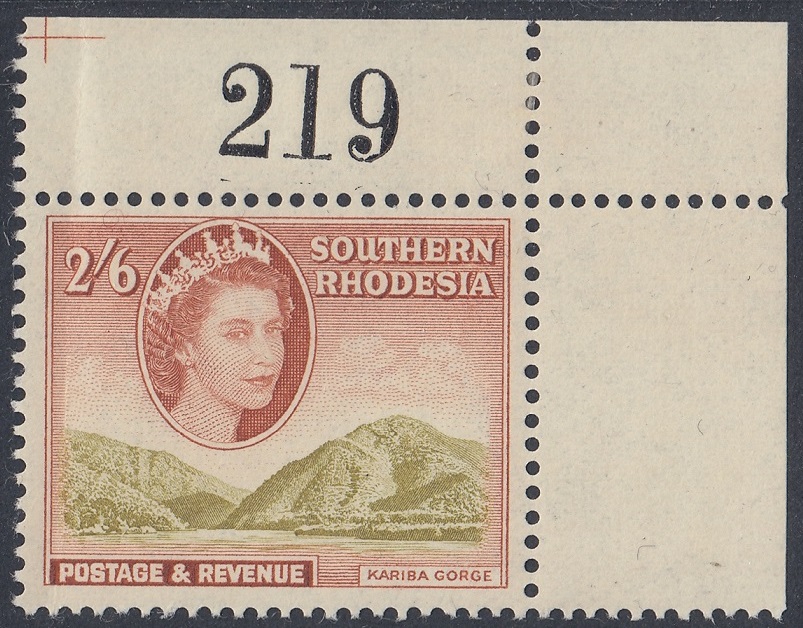 219
2/6
SOUTHERN
RHODESIA
POSTAGE & REVENUE
KARIBA GORGE